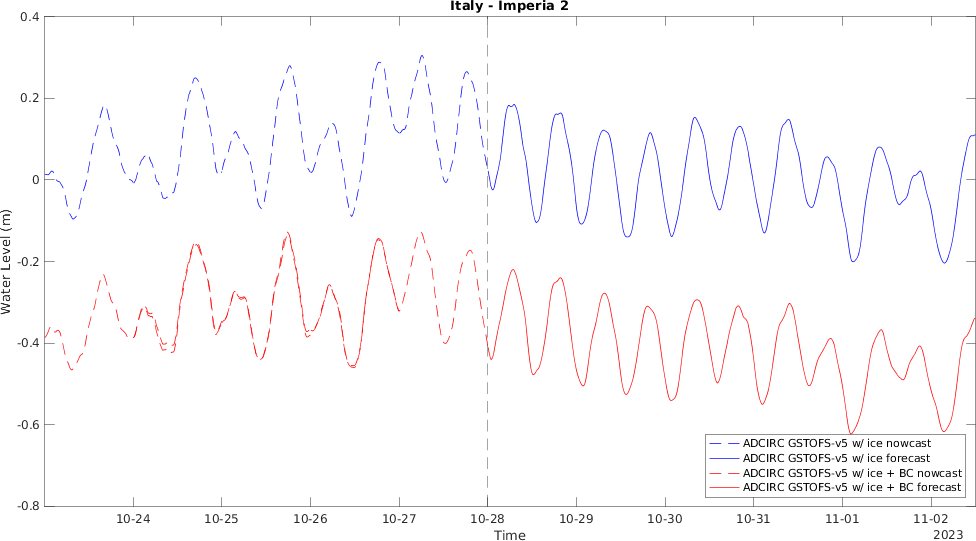 Italy - Imperia 2
0.4
0.2
0
-0.2
-0.4
-0.6
-0.8
Water Level (m)
ADCIRC GSTOFS-v5 w/ ice nowcast
ADCIRC GSTOFS-v5 w/ ice forecast
ADCIRC GSTOFS-v5 w/ ice + BC nowcast
ADCIRC GSTOFS-v5 w/ ice + BC forecast
10-24 10-25 10-26 10-27 10-28 10-29 10-30 10-31 11-01 11-02
Time
2023